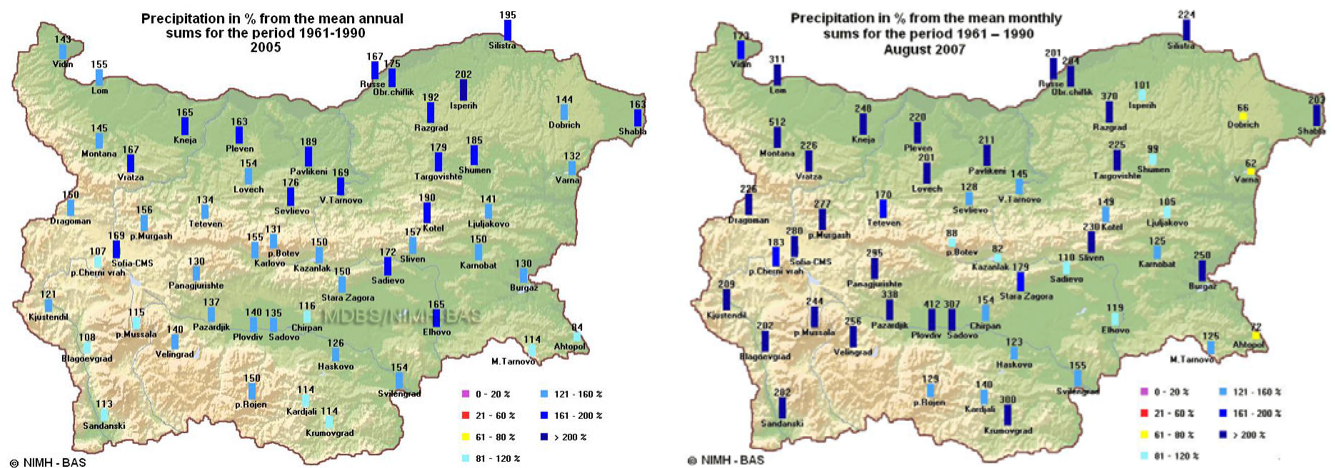 Precipitation in % from the mean annual
sums for the period 1961-1990
2005
195
Silistra
143
Vidin
155
Lom
167
Russe
175
Obr.chiflik
202
Isperih
192
Razgrad
144
Dobrich
163
Shabla
165
Kneja
163
Pleven
145
Montana
167
Vratza
189
Pavlikeni
154
Lovech
179
Targovishte
185
Shumen
132
Varna
176
Sevlievo
169
V.Tarnovo
150
Dragoman
156
p.Murgash
134
Teteven
190
Kotel
141
Ljuljakovo
169
Sofia-CMS
107
p.Cherni vrah
155
Karlovo
131
p.Botev
150
Kazanlak
157
Sliven
150
Karnobat
172
Sadievo
130
Panagjurishte
150
Stara Zagora
130
Burgaz
121
Kjustendil
115
p.Mussala
137
Pazardjik
140
Plovdiv
135
Sadovo
116
Chirpan
MDBS/NIMH-BAS
165
Elhovo
108
Blagoevgrad
140
Velingrad
126
Haskovo
114
M.Tarnovo
84
Ahtopol
154
Svilengrad
150
p.Rojen
114
Kardjali
114
Krumovgrad
113
Sandanski
0 - 20 %
121 - 160 %
21 - 60 %
161 - 200 %
61 - 80 %
> 200 %
81 - 120 %
© NIMH - BAS
Precipitation in % from the mean monthly
sums for the period 1961 – 1990
August 2007
224
Silistra
173
Vidin
311
Lom
201
Russe
204
Obr.chiflik
101
Isperih
370
Razgrad
66
Dobrich
207
Shabla
240
Kneja
220
Pleven
512
Montana
226
Vratza
211
Pavlikeni
201
Lovech
225
Targovishte
99
Shumen
62
Varna
128
Sevlievo
145
V.Tarnovo
226
Dragoman
277
p.Murgash
170
Teteven
149
Kotel
105
Ljuljakovo
183
p.Cherni vrah
280
Sofia-CMS
88
p.Botev
82
Kazanlak
230
Sliven
125
Karnobat
110
Sadievo
295
Panagjurishte
179
Stara Zagora
250
Burgaz
209
Kjustendil
244
p.Mussala
338
Pazardjik
412
Plovdiv
307
Sadovo
154
Chirpan
119
Elhovo
202
Blagoevgrad
256
Velingrad
123
Haskovo
125
M.Tarnovo
72
Ahtopol
155
Svilengrad
129
p.Rojen
140
Kardjali
300
Krumovgrad
202
Sandanski
0 - 20 %
121 - 160 %
21 - 60 %
161 - 200 %
61 - 80 %
> 200 %
81 - 120 %
© NIMH - BAS